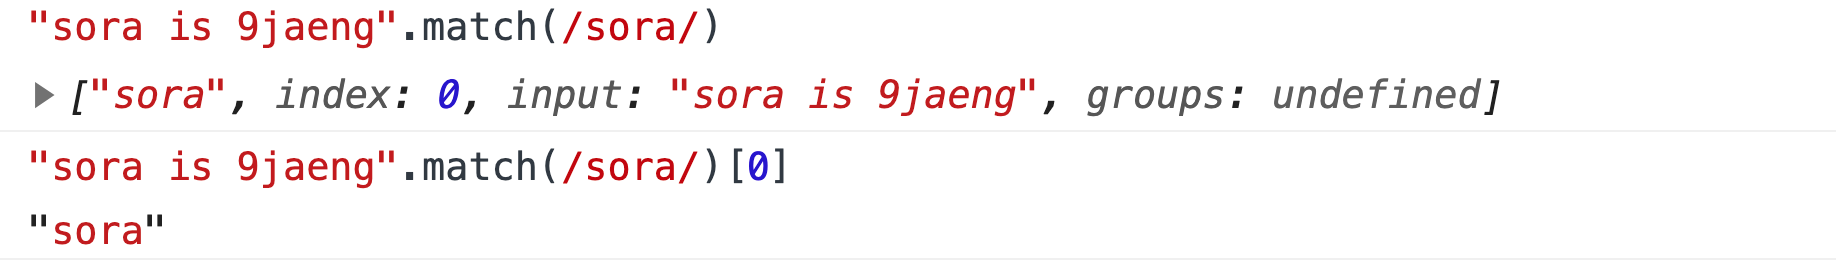 "sora is 9jaeng".match(/sora/)
["sora", index: 0, input: "sora is 9jaeng", groups: undefined]
"sora is 9jaeng".match(/sora/)[0]
"sora"